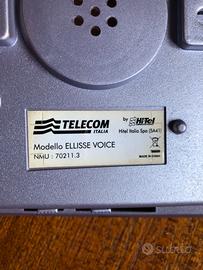 TELECOM
ITALIA
by HiTel
Hitel Italia Spa (SA41)
Modello ELLISSE VOICE
NMU : 70211.3
MADE IN CHINA
subito